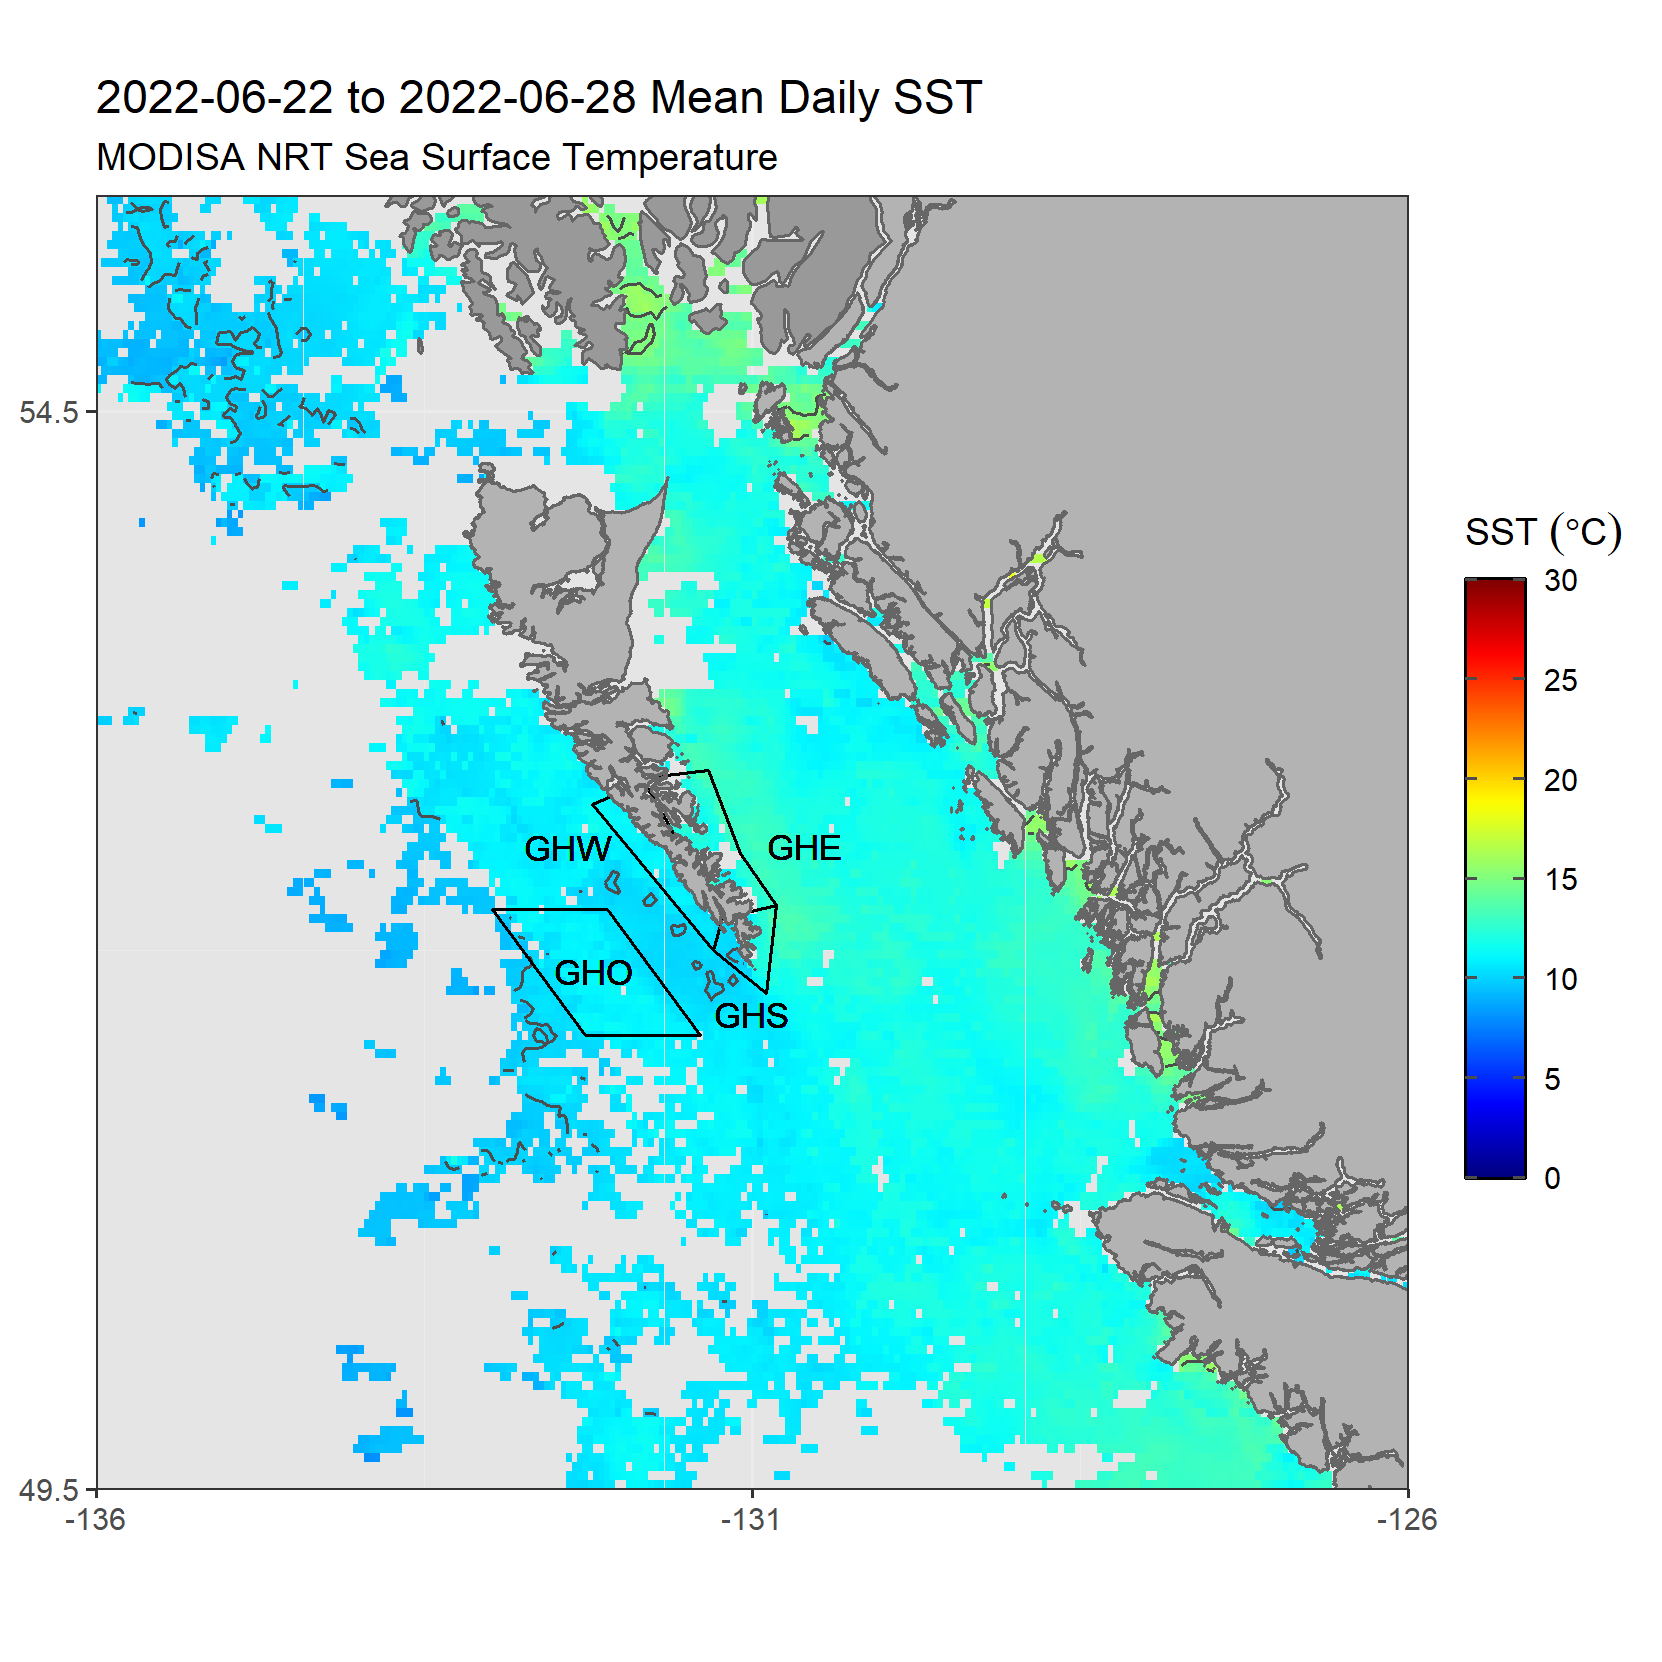 2022-06-22 to 2022-06-28 Mean Daily SST
MODISA NRT Sea Surface Temperature
54.5
49.5
-136
-131
-126
GHW
GHE
GHO
GHS
SST (°C)
30
25
20
15
10
5
0